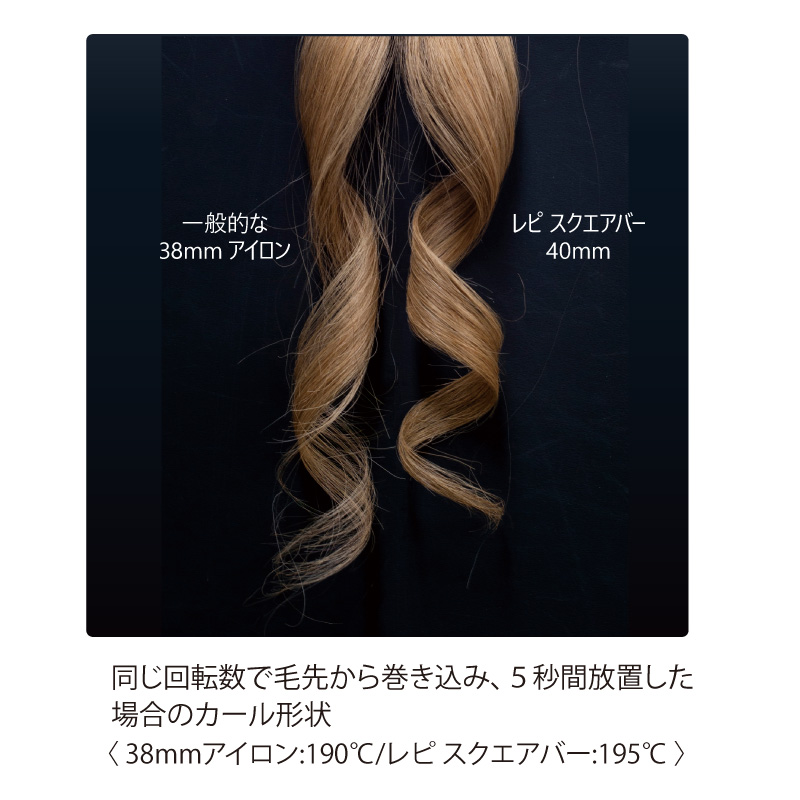 一般的な
38mm アイロン
レピ スクエアバー
40mm
同じ回転数で毛先から巻き込み、5秒間放置した
場合のカール形状
〈 38mmアイロン:190℃/レピ スクエアバー:195℃ 〉